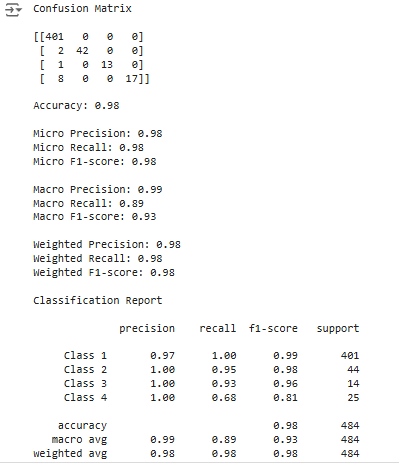 Confusion Matrix
[[401   0   0   0]
 [  2  42   0   0]
 [  1   0  13   0]
 [  8   0   0  17]]
Accuracy: 0.98
Micro Precision: 0.98
Micro Recall: 0.98
Micro F1-score: 0.98
Macro Precision: 0.99
Macro Recall: 0.89
Macro F1-score: 0.93
Weighted Precision: 0.98
Weighted Recall: 0.98
Weighted F1-score: 0.98
Classification Report
              precision    recall  f1-score   support
     Class 1       0.97      1.00      0.99       401
     Class 2       1.00      0.95      0.98        44
     Class 3       1.00      0.93      0.96        14
     Class 4       1.00      0.68      0.81        25
    accuracy                           0.98       484
   macro avg       0.99      0.89      0.93       484
weighted avg       0.98      0.98      0.98       484